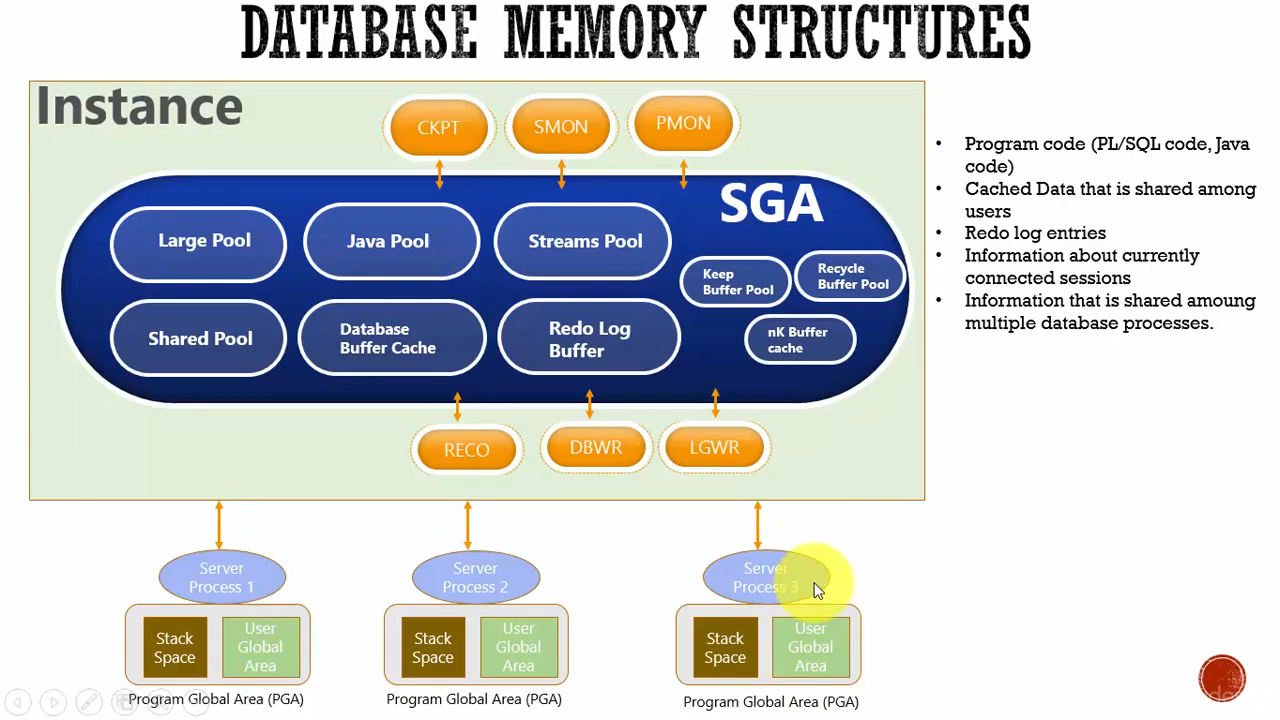 DATABASE MEMORY STRUCTURES
Instance
CKPT
SMON
PMON
SGA
Large Pool
Java Pool
Streams Pool
Keep
Buffer Pool
Recycle
Buffer Pool
Shared Pool
Database
Buffer Cache
Redo Log
Buffer
nK Buffer
cache
RECO
DBWR
LGWR
• Program code (PL/SQL code, Java
code)
• Cached Data that is shared among
users
• Redo log entries
• Information about currently
connected sessions
• Information that is shared amoung
multiple database processes.
Server
Process 1
Server
Process 2
Server
Process 3
Stack
Space
User
Global
Area
Stack
Space
User
Global
Area
Stack
Space
User
Global
Area
Program Global Area (PGA)
Program Global Area (PGA)
Program Global Area (PGA)